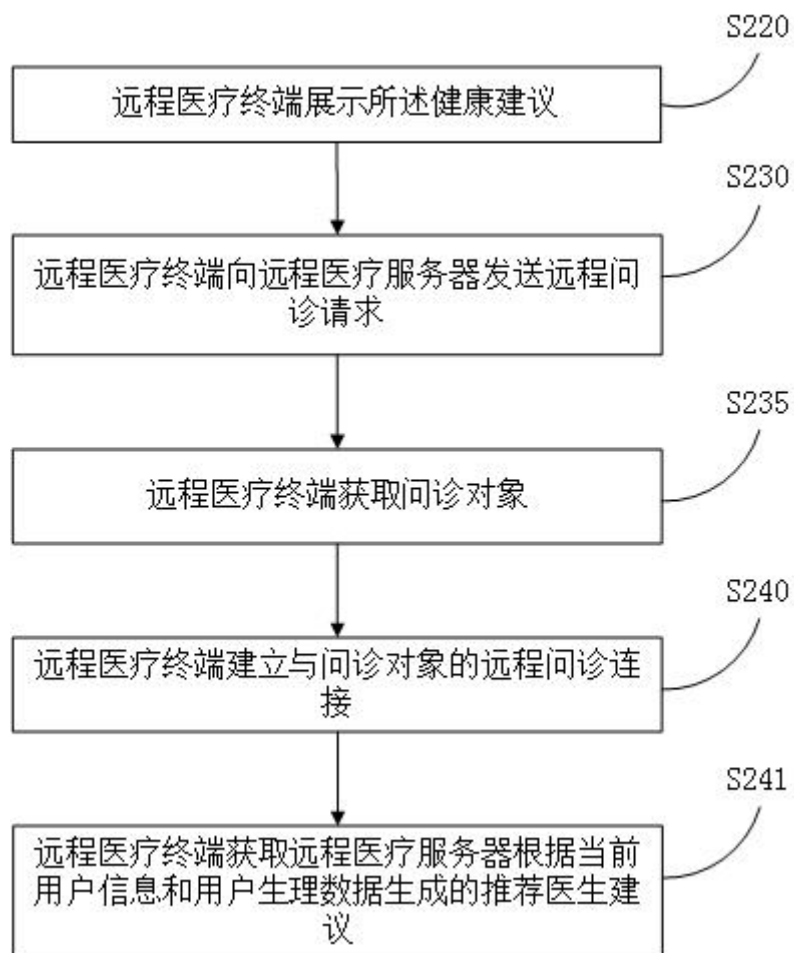 S220
远程医疗终端展示所述健康建议
S230
远程医疗终端向远程医疗服务器发送远程问
诊请求
S235
远程医疗终端获取问诊对象
S240
远程医疗终端建立与问诊对象的远程问诊连
接
S241
远程医疗终端获取远程医疗服务器根据当前
用户信息和用户生理数据生成的推荐医生建
议